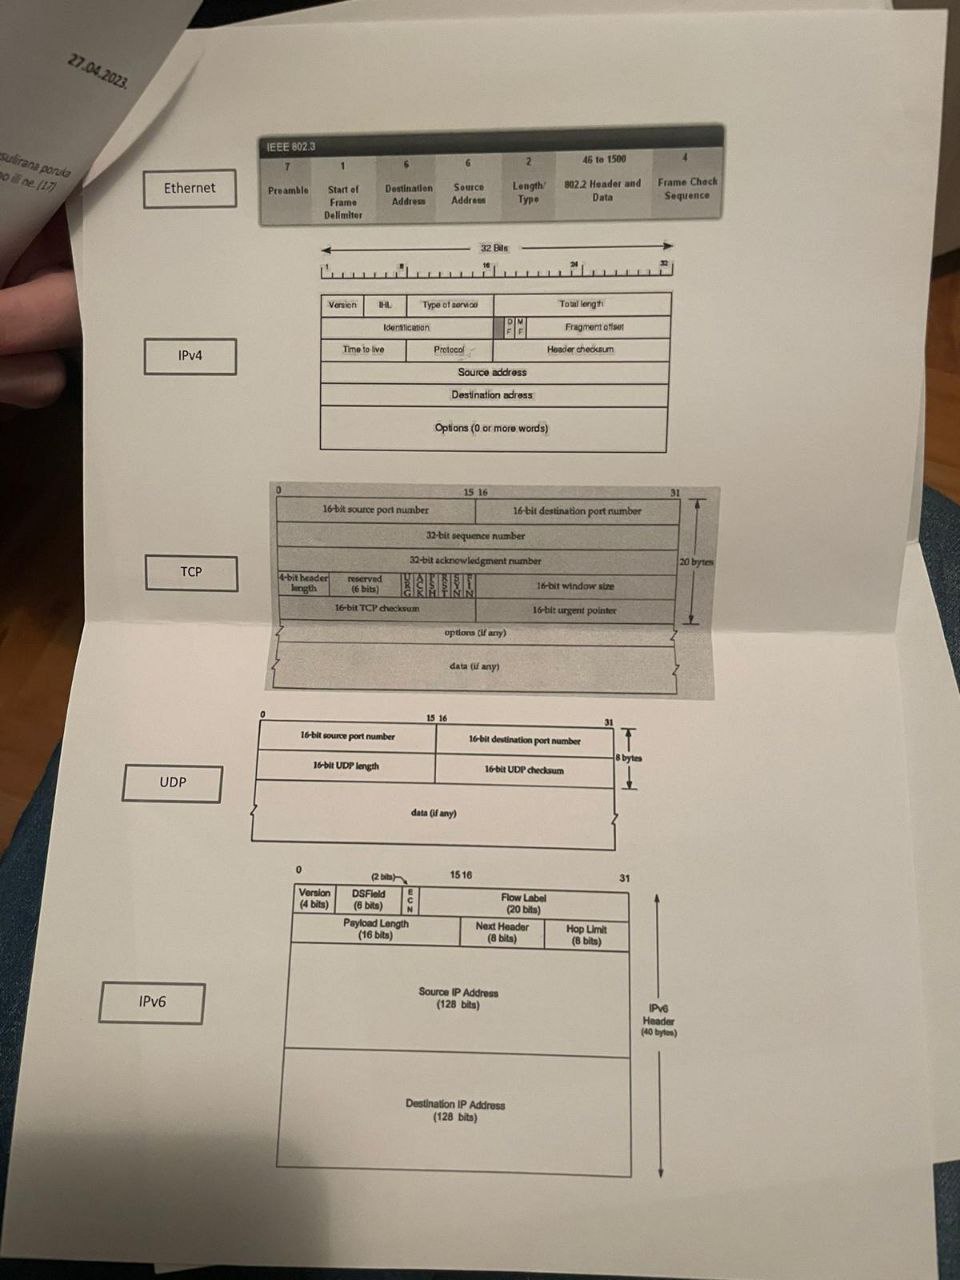 27.04.2023.
sulirana poruka
o ili ne. (17)
IEEE 802.3
7 1 6 6 2 46 to 1500 4
Preamble Start of Frame Delimiter Destination Address Source Address Length/ Type 802.2 Header and Data Frame Check Sequence
Ethernet
32 Bits
1 8 16 24 32
Version IHL Type of service Total length
Identification D F M F Fragment offset
Time to live Protocol Header checksum
Source address
Destination adress
Options (0 or more words)
IPv4
0 15 16 31
16-bit source port number 16-bit destination port number
32-bit sequence number
32-bit acknowledgment number
4-bit header length reserved (6 bits) URG ACK PSH RST SYN FIN 16-bit window size
16-bit TCP checksum 16-bit urgent pointer
options (if any)
data (if any)
20 bytes
TCP
0 15 16 31
16-bit source port number 16-bit destination port number
16-bit UDP length 16-bit UDP checksum
data (if any)
8 bytes
UDP
0 (2 bits) 15 16 31
Version (4 bits) DSField (6 bits) ECN Flow Label (20 bits)
Payload Length (16 bits) Next Header (8 bits) Hop Limit (8 bits)
Source IP Address
(128 bits)
Destination IP Address
(128 bits)
IPv6
Header
(40 bytes)
IPv6